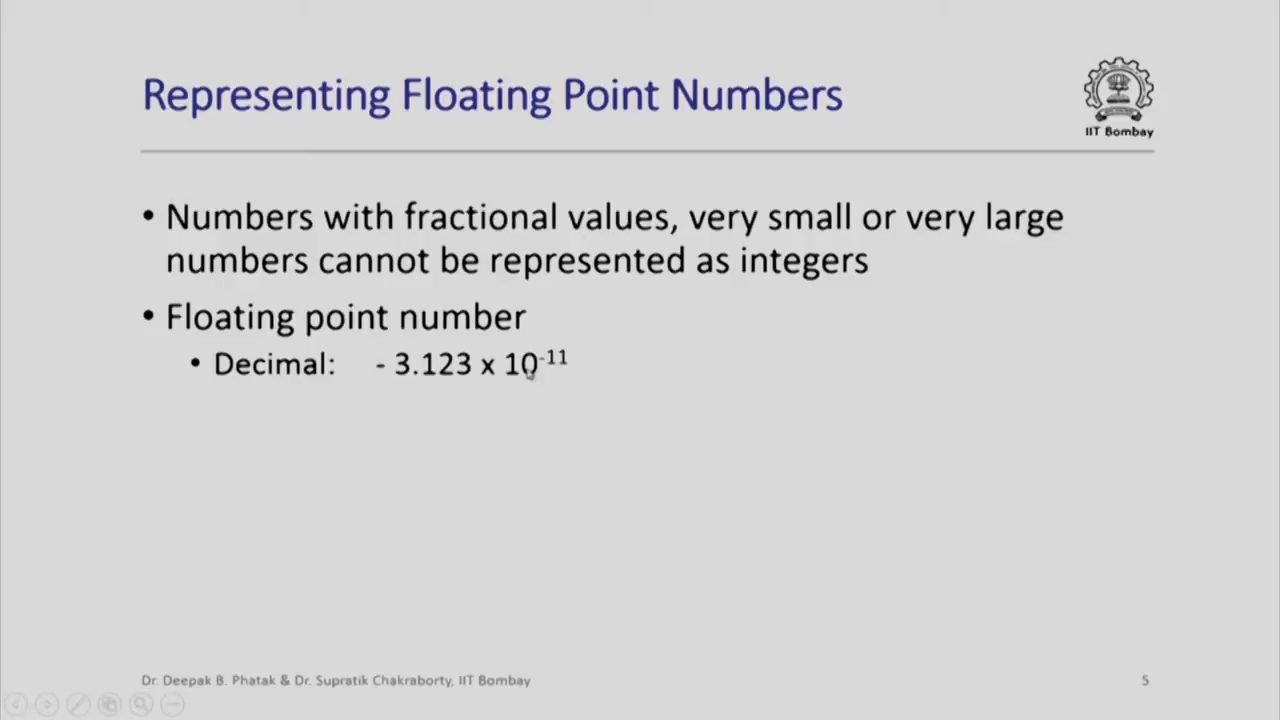 Representing Floating Point Numbers
IIT Bombay
• Numbers with fractional values, very small or very large
numbers cannot be represented as integers
• Floating point number
• Decimal: - 3.123 x 10⁻¹¹
Dr. Deepak B. Phatak & Dr. Supratik Chakraborty, IIT Bombay
5